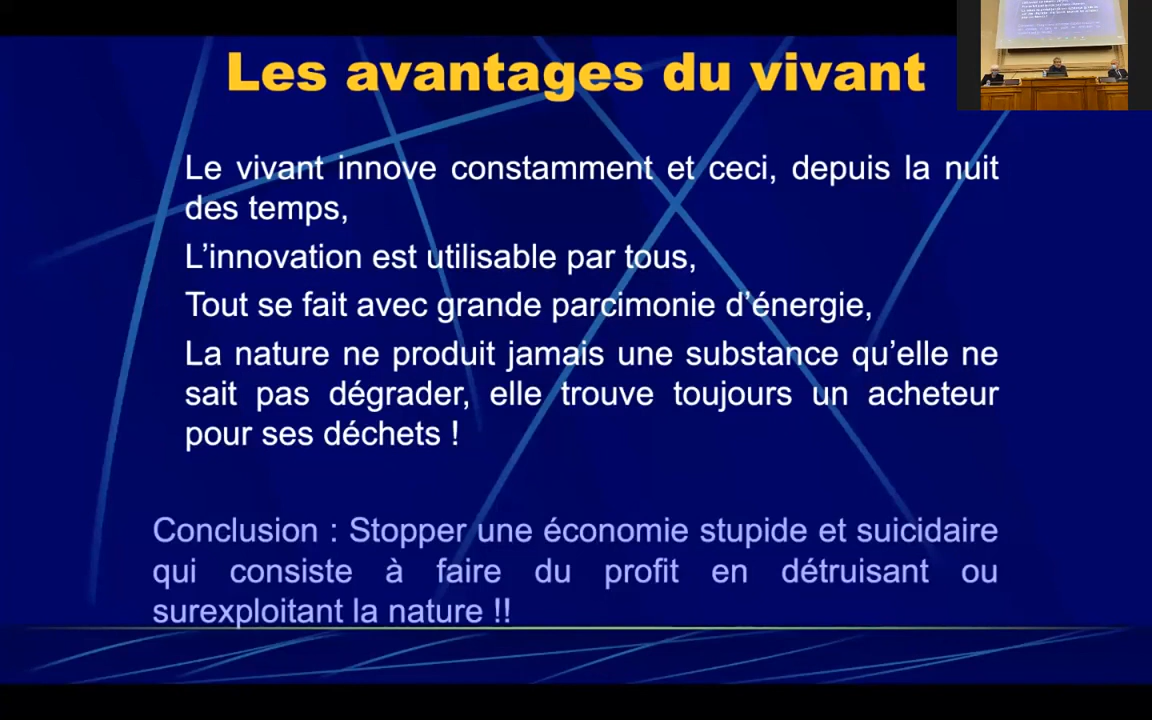 Les avantages du vivant
Le vivant innove constamment et ceci, depuis la nuit
des temps,
L’innovation est utilisable par tous,
Tout se fait avec grande parcimonie d’énergie,
La nature ne produit jamais une substance qu’elle ne
sait pas dégrader, elle trouve toujours un acheteur
pour ses déchets !
Conclusion : Stopper une économie stupide et suicidaire
qui consiste à faire du profit en détruisant ou
surexploitant la nature !!